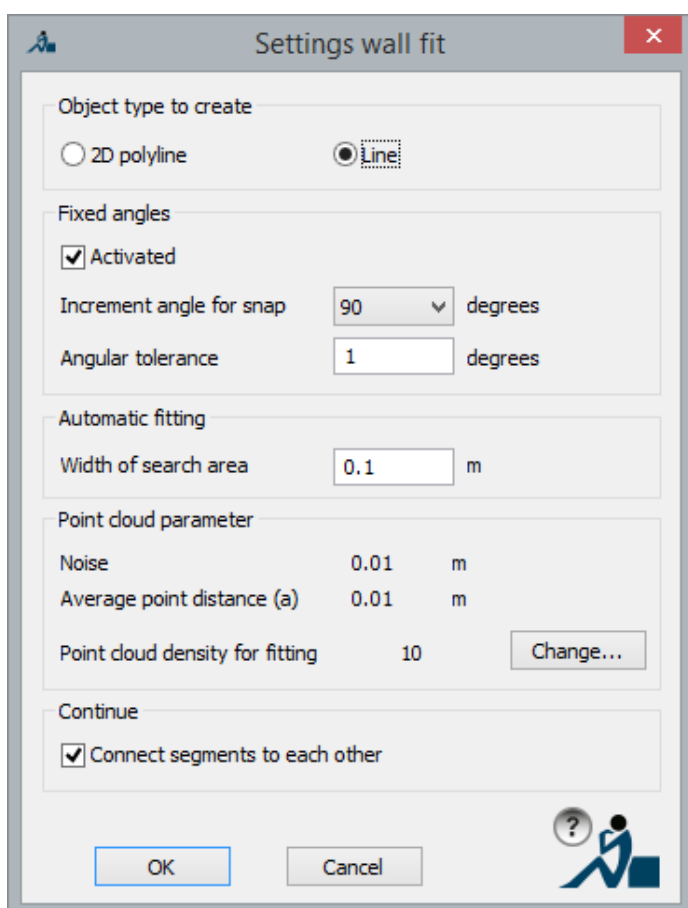 Settings wall fit
Object type to create
2D polyline Line
Fixed angles
Activated
Increment angle for snap 90 degrees
Angular tolerance 1 degrees
Automatic fitting
Width of search area 0.1 m
Point cloud parameter
Noise 0.01 m
Average point distance (a) 0.01 m
Point cloud density for fitting 10 Change...
Continue
Connect segments to each other
?
OK Cancel